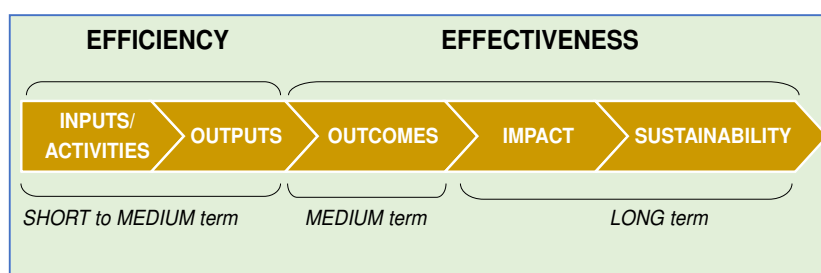 EFFICIENCY EFFECTIVENESS
INPUTS/
ACTIVITIES
OUTPUTS
OUTCOMES
IMPACT
SUSTAINABILITY
SHORT to MEDIUM term
MEDIUM term
LONG term